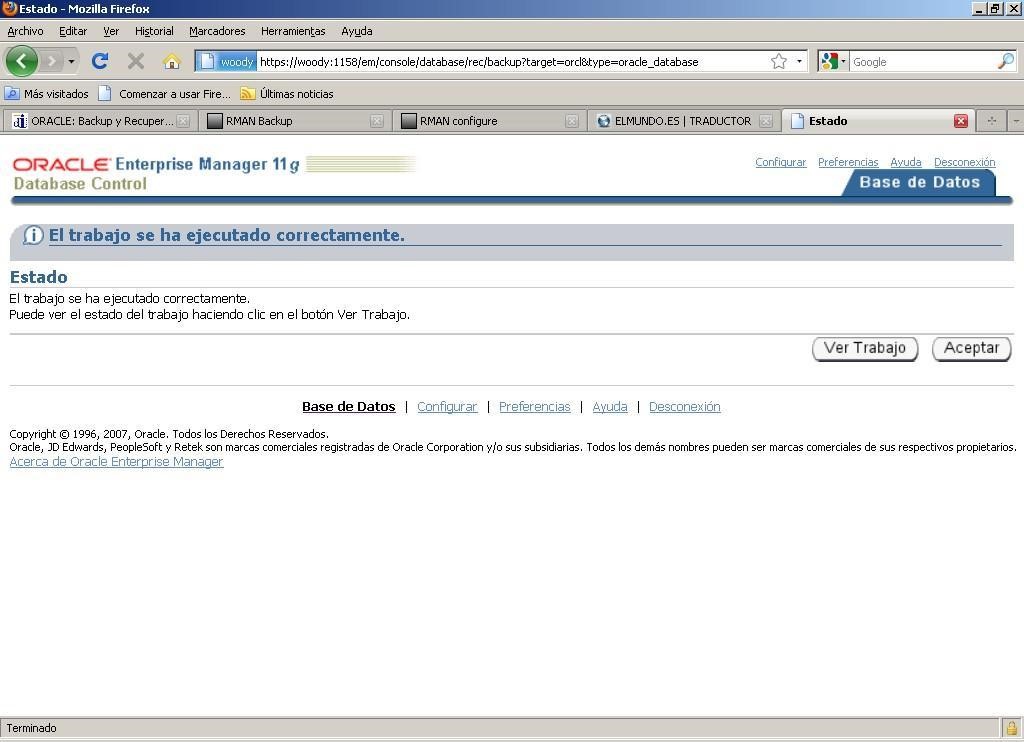 Estado - Mozilla Firefox
Archivo Editar Ver Historial Marcadores Herramientas Ayuda
woody https://woody:1158/em/console/database/rec/backup?target=orcl&type=oracle_database Google
Más visitados Comenzar a usar Fire... Últimas noticias
ORACLE: Backup y Recuper... RMAN Backup RMAN configure ELMUNDO.ES | TRADUCTOR Estado
ORACLE Enterprise Manager 11g
Database Control
Configurar Preferencias Ayuda Desconexión
Base de Datos
El trabajo se ha ejecutado correctamente.
Estado
El trabajo se ha ejecutado correctamente.
Puede ver el estado del trabajo haciendo clic en el botón Ver Trabajo.
Ver Trabajo Aceptar
Base de Datos | Configurar | Preferencias | Ayuda | Desconexión
Copyright © 1996, 2007, Oracle. Todos los Derechos Reservados.
Oracle, JD Edwards, PeopleSoft y Retek son marcas comerciales registradas de Oracle Corporation y/o sus subsidiarias. Todos los demás nombres pueden ser marcas comerciales de sus respectivos propietarios.
Acerca de Oracle Enterprise Manager
Terminado